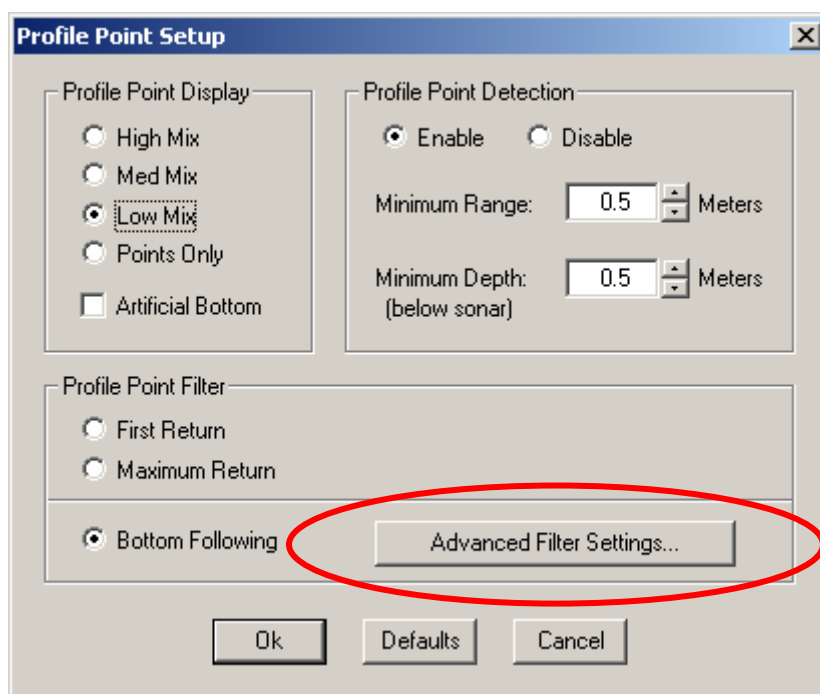 Profile Point Setup
Profile Point Display
High Mix
Med Mix
Low Mix
Points Only
Artificial Bottom
Profile Point Detection
Enable Disable
Minimum Range: 0.5 Meters
Minimum Depth: 0.5 Meters
(below sonar)
Profile Point Filter
First Return
Maximum Return
Bottom Following Advanced Filter Settings...
Ok Defaults Cancel